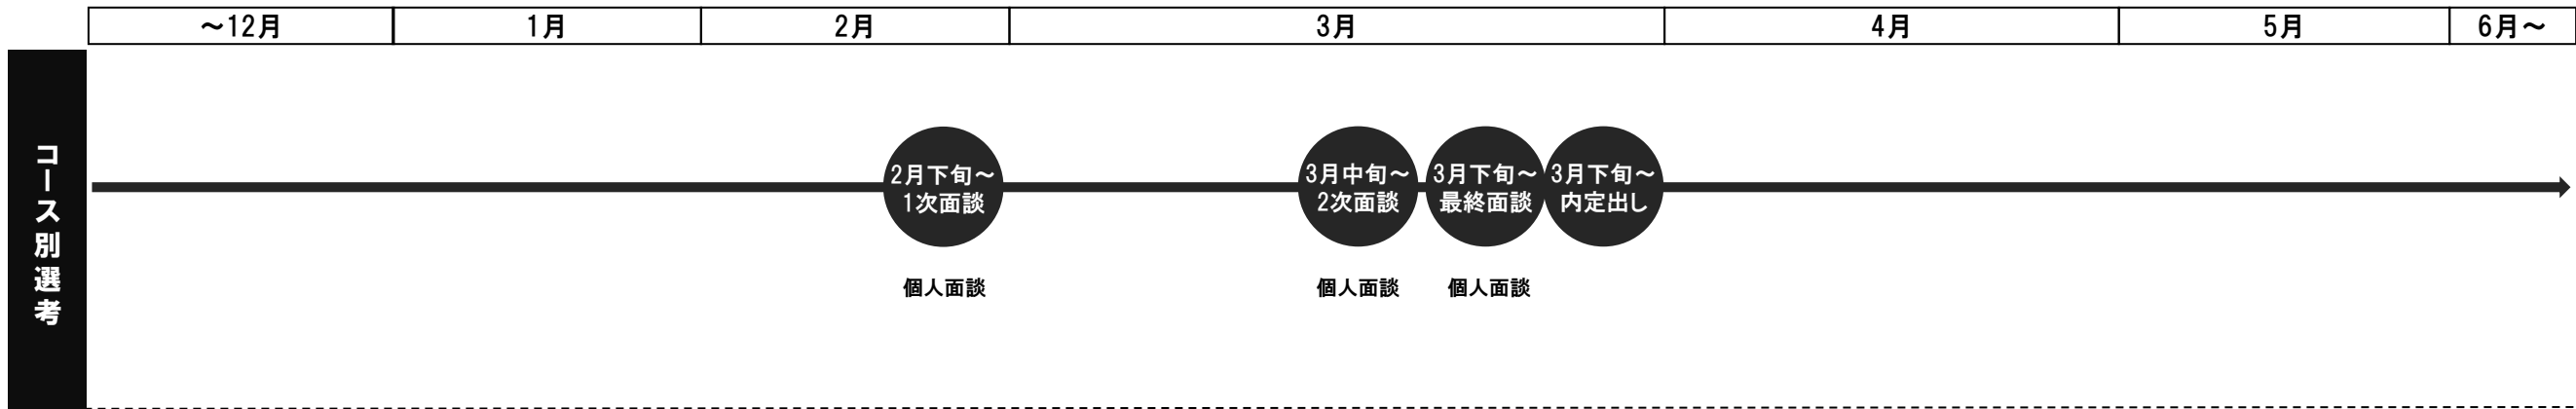 ～12月
1月
2月
3月
4月
5月
6月～
コース別選考
2月下旬～
1次面談
3月中旬～
2次面談
3月下旬～
最終面談
3月下旬～
内定出し
個人面談
個人面談
個人面談